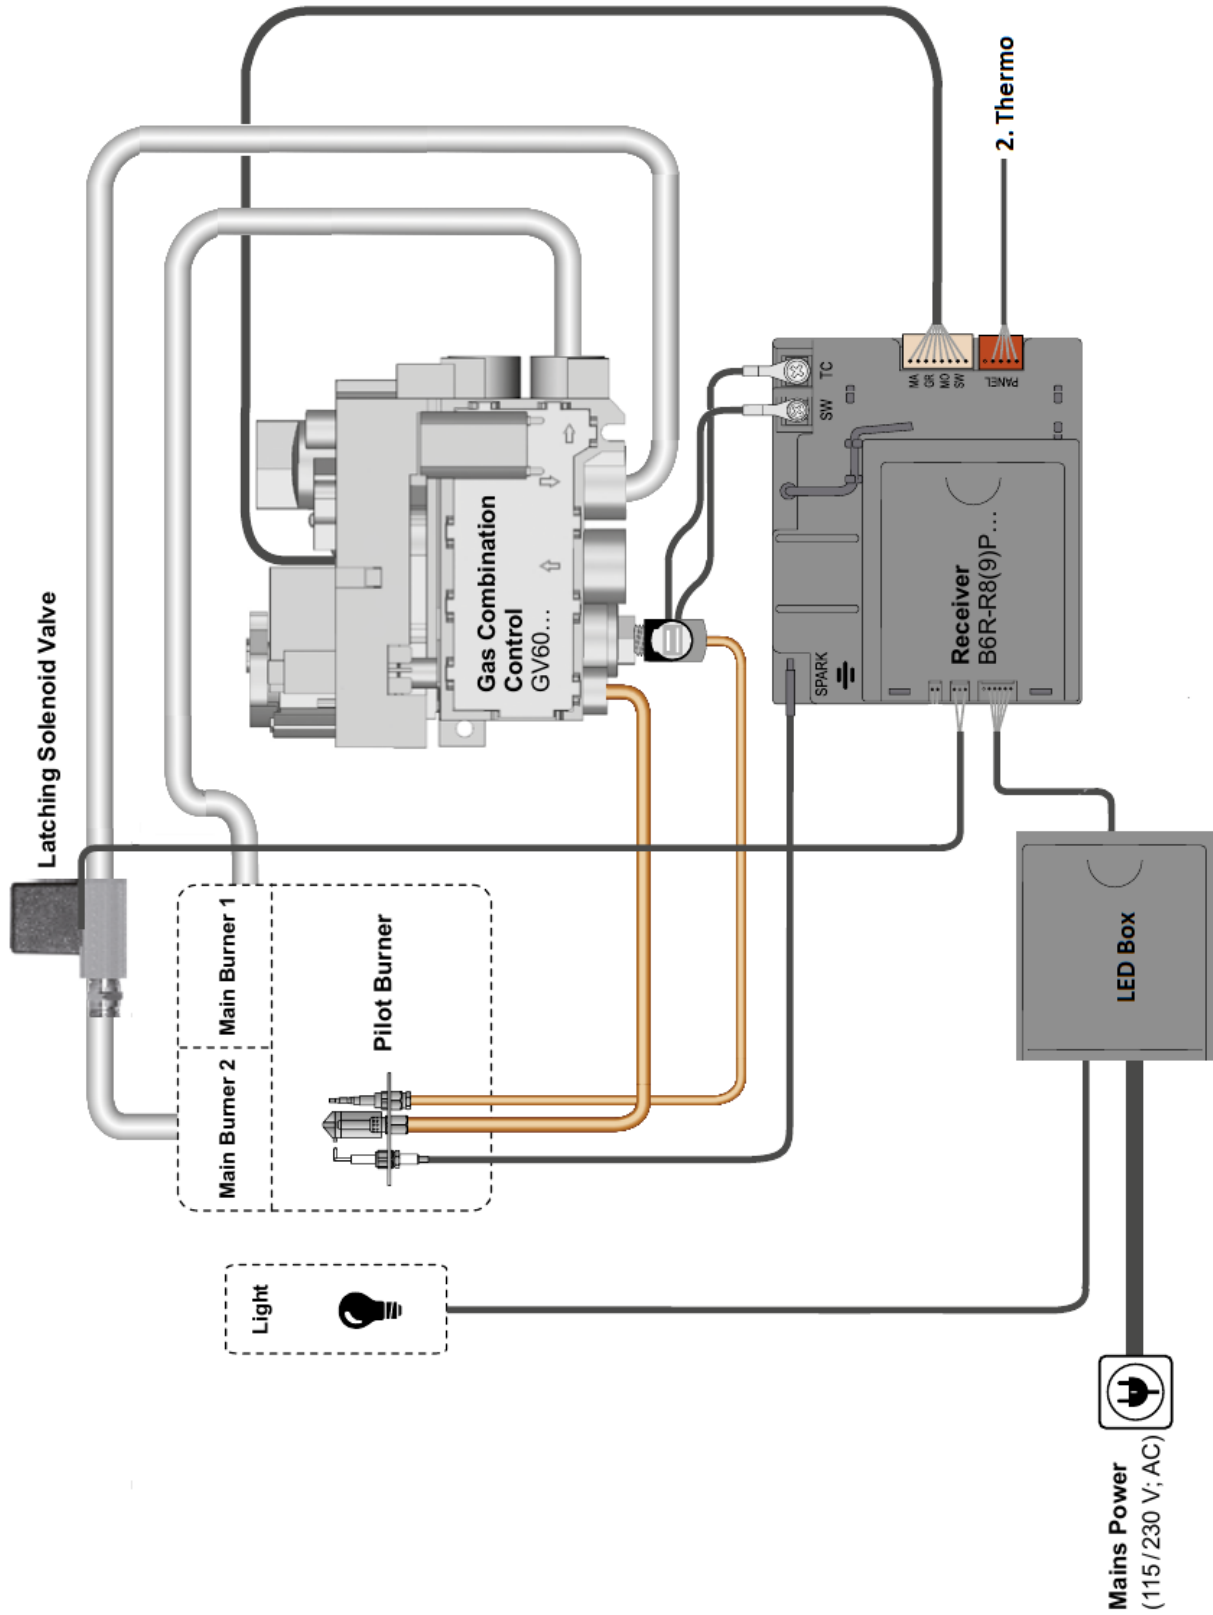 Latching Solenoid Valve
2. Thermo
Gas Combination
Control
GV60...
TC
SW
MA
GR
MO
SW
PANEL
SPARK
Receiver
B6R-R8(9)P...
Main Burner 2
Main Burner 1
Pilot Burner
LED Box
Light
Mains Power
(115/230 V; AC)